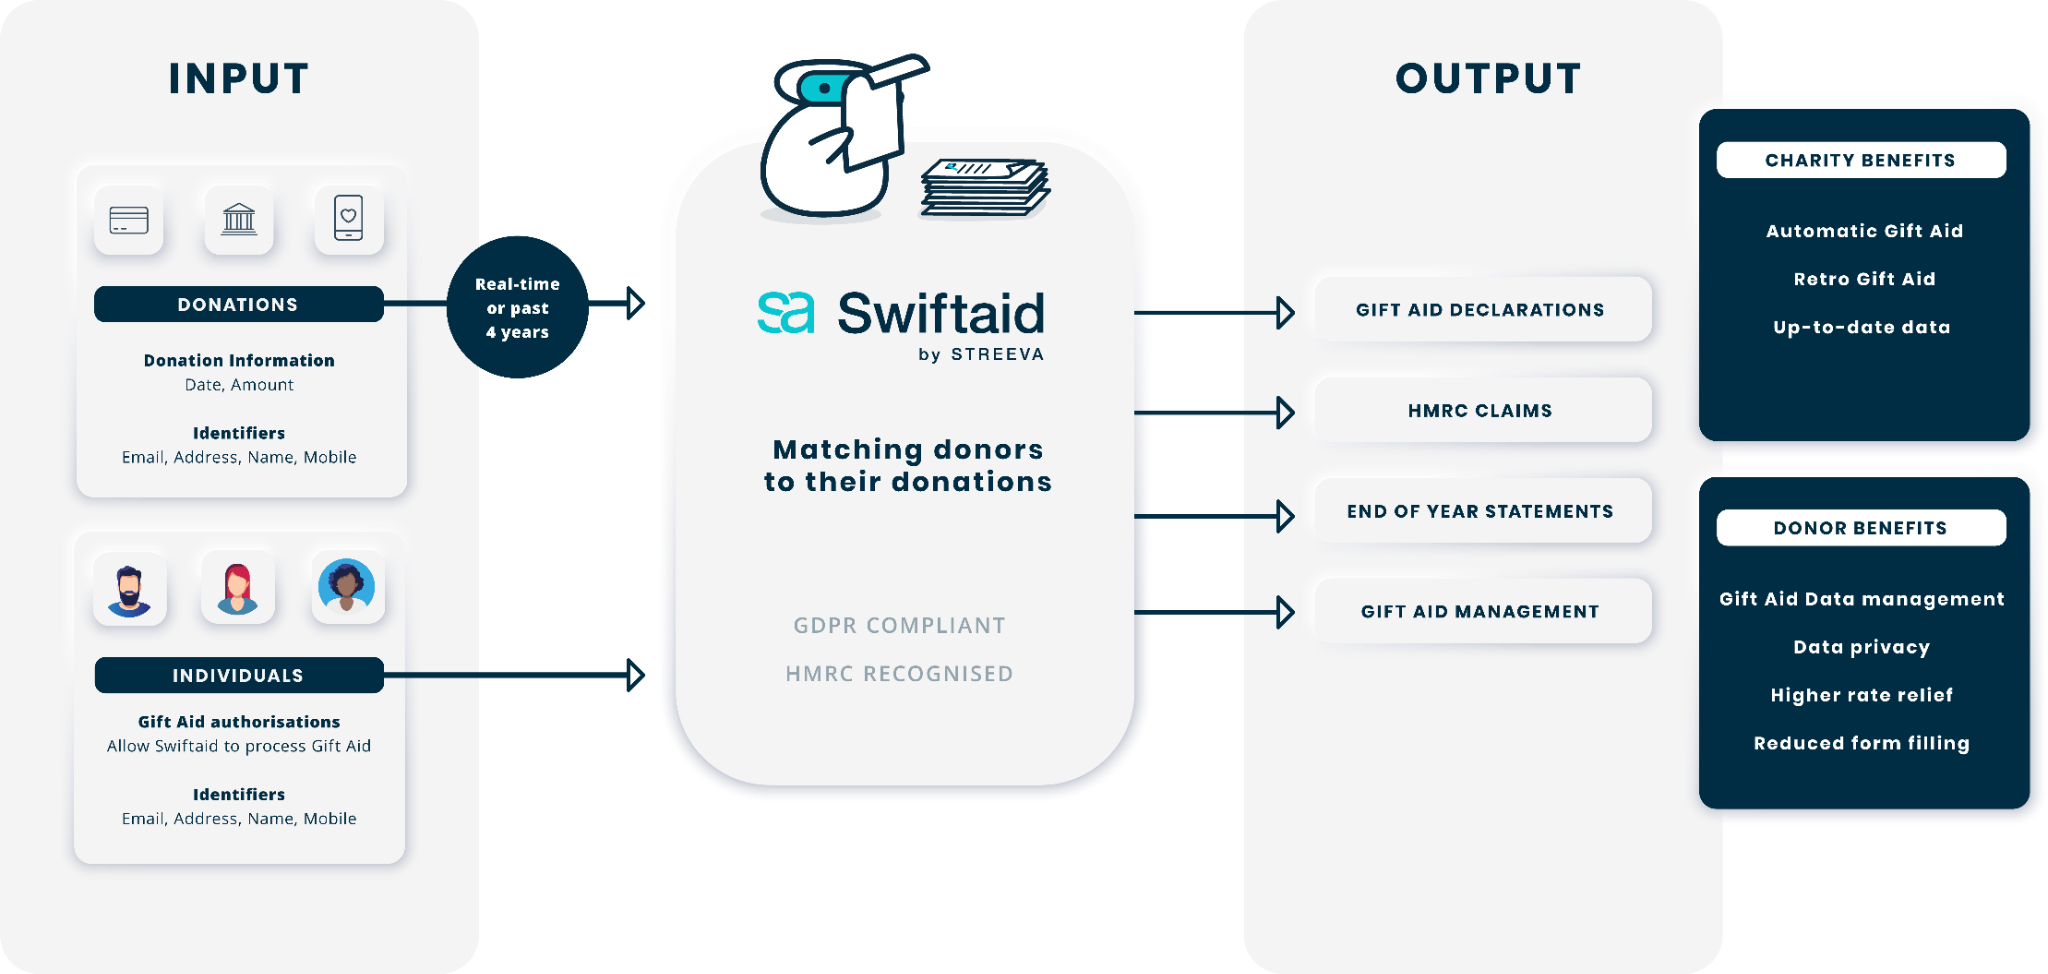 INPUT
DONATIONS
Donation Information
Date, Amount
Identifiers
Email, Address, Name, Mobile
Real-time
or past
4 years
INDIVIDUALS
Gift Aid authorisations
Allow Swiftaid to process Gift Aid
Identifiers
Email, Address, Name, Mobile
sa Swiftaid
by STREEVA
Matching donors
to their donations
GDPR COMPLIANT
HMRC RECOGNISED
OUTPUT
GIFT AID DECLARATIONS
HMRC CLAIMS
END OF YEAR STATEMENTS
GIFT AID MANAGEMENT
CHARITY BENEFITS
Automatic Gift Aid
Retro Gift Aid
Up-to-date data
DONOR BENEFITS
Gift Aid Data management
Data privacy
Higher rate relief
Reduced form filling